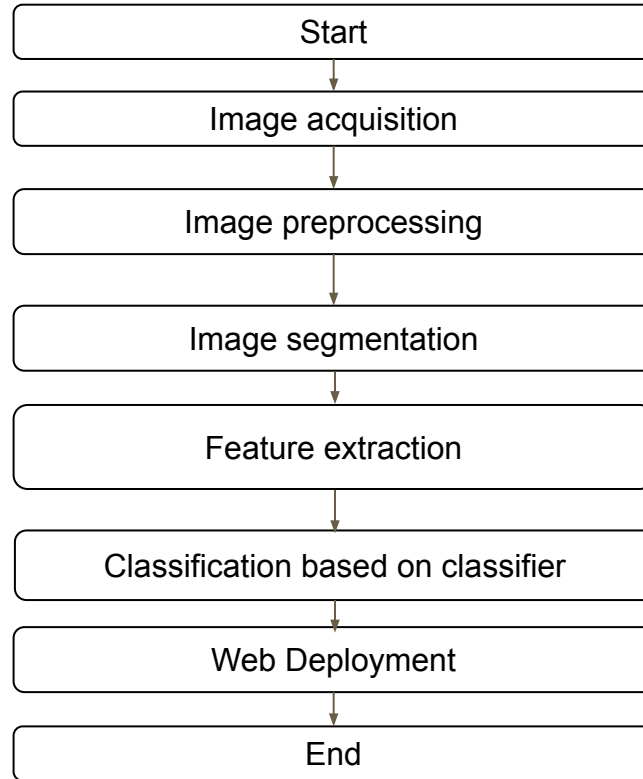 Start
Image acquisition
Image preprocessing
Image segmentation
Feature extraction
Classification based on classifier
Web Deployment
End